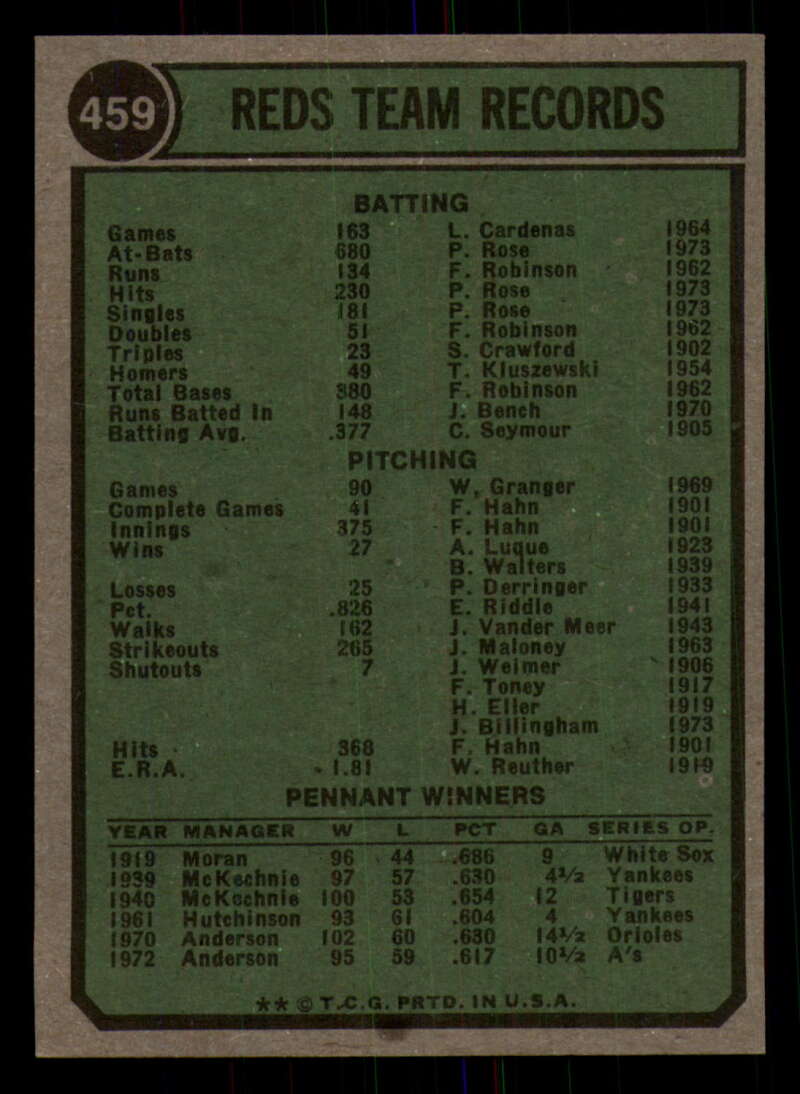 459 REDS TEAM RECORDS
BATTING
Games 163 L. Cardenas 1964
At-Bats 680 P. Rose 1973
Runs 134 F. Robinson 1962
Hits 230 P. Rose 1973
Singles 181 P. Rose 1973
Doubles 51 F. Robinson 1962
Triples 23 S. Crawford 1902
Homers 49 T. Kluszewski 1954
Total Bases 380 F. Robinson 1962
Runs Batted In 148 J. Bench 1970
Batting Avg. .377 C. Seymour 1905
PITCHING
Games 90 W. Granger 1969
Complete Games 41 F. Hahn 1901
Innings 375 F. Hahn 1901
Wins 27 A. Luque 1923
B. Walters 1939
Losses 25 P. Derringer 1933
Pct. .826 E. Riddle 1941
Walks 162 J. Vander Meer 1943
Strikeouts 265 J. Maloney 1963
Shutouts 7 J. Weimer 1906
F. Toney 1917
H. Eller 1919
J. Billingham 1973
Hits 368 F. Hahn 1901
E.R.A. 1.81 W. Reuther 1919
PENNANT WINNERS
YEAR MANAGER W L PCT GA SERIES OP.
1919 Moran 96 44 .686 9 White Sox
1939 McKechnie 97 57 .630 4½ Yankees
1940 McKechnie 100 53 .654 12 Tigers
1961 Hutchinson 93 61 .604 4 Yankees
1970 Anderson 102 60 .630 14½ Orioles
1972 Anderson 95 59 .617 10½ A's
** © T.C.G. PRTD. IN U.S.A.